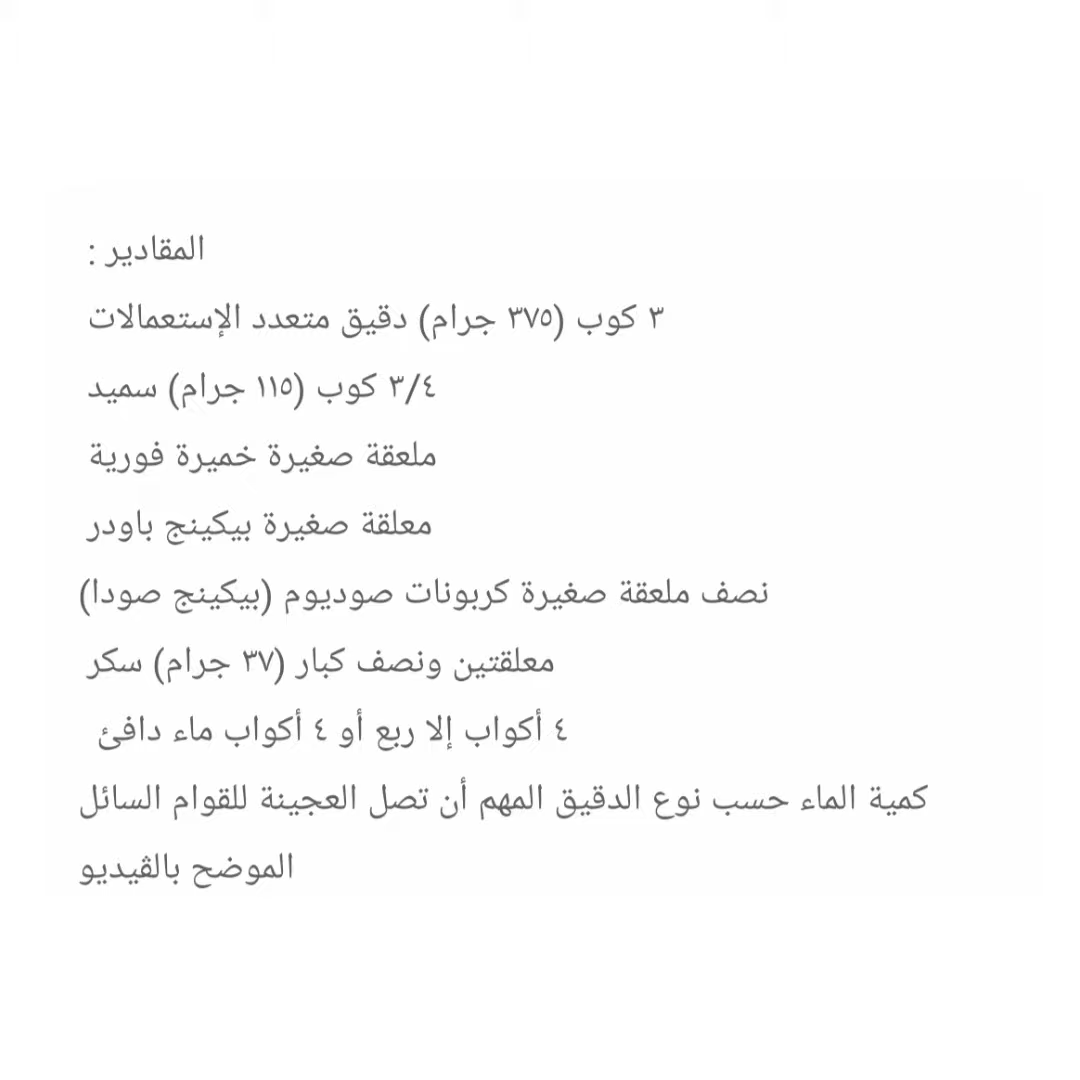 المقادير :
٣ كوب (٣٧٥ جرام) دقيق متعدد الإستعمالات
٣/٤ كوب (١١٥ جرام) سميد
ملعقة صغيرة خميرة فورية
معلقة صغيرة بيكينج باودر
نصف ملعقة صغيرة كربونات صوديوم (بيكينج صودا)
معلقتين ونصف كبار (٣٧ جرام) سكر
٤ أكواب إلا ربع أو ٤ أكواب ماء دافئ
كمية الماء حسب نوع الدقيق المهم أن تصل العجينة للقوام السائل
الموضح بالڤيديو